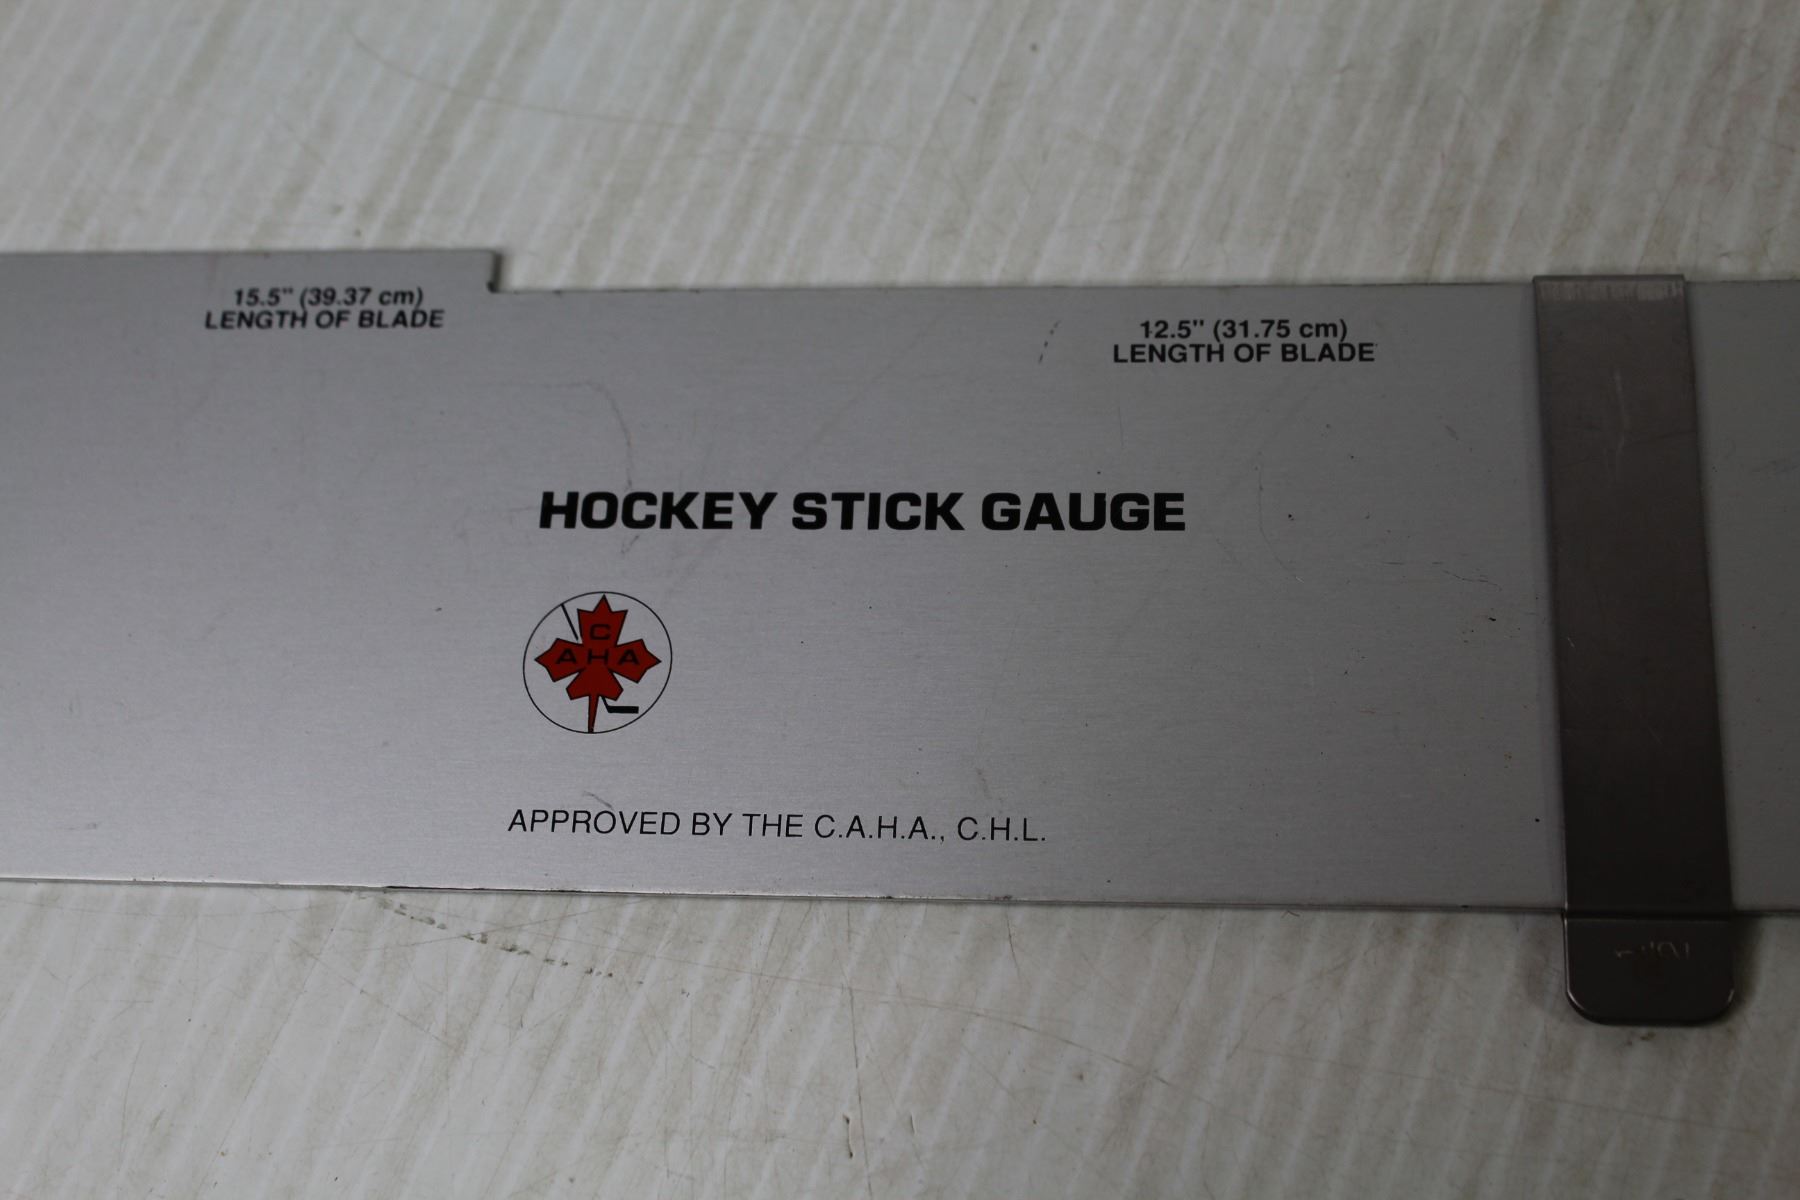 15.5" (39.37 cm)
LENGTH OF BLADE
12.5" (31.75 cm)
LENGTH OF BLADE
HOCKEY STICK GAUGE
C
AHA
APPROVED BY THE C.A.H.A., C.H.L.